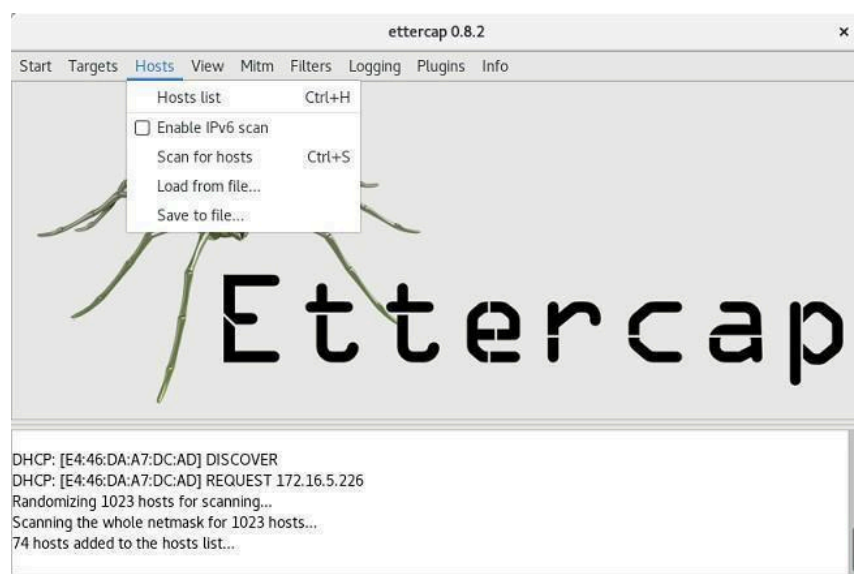 ettercap 0.8.2 ×
Start Targets Hosts View Mitm Filters Logging Plugins Info
Hosts list Ctrl+H
Enable IPv6 scan
Scan for hosts Ctrl+S
Load from file...
Save to file...
Ettercap
DHCP: [E4:46:DA:A7:DC:AD] DISCOVER
DHCP: [E4:46:DA:A7:DC:AD] REQUEST 172.16.5.226
Randomizing 1023 hosts for scanning...
Scanning the whole netmask for 1023 hosts...
74 hosts added to the hosts list...